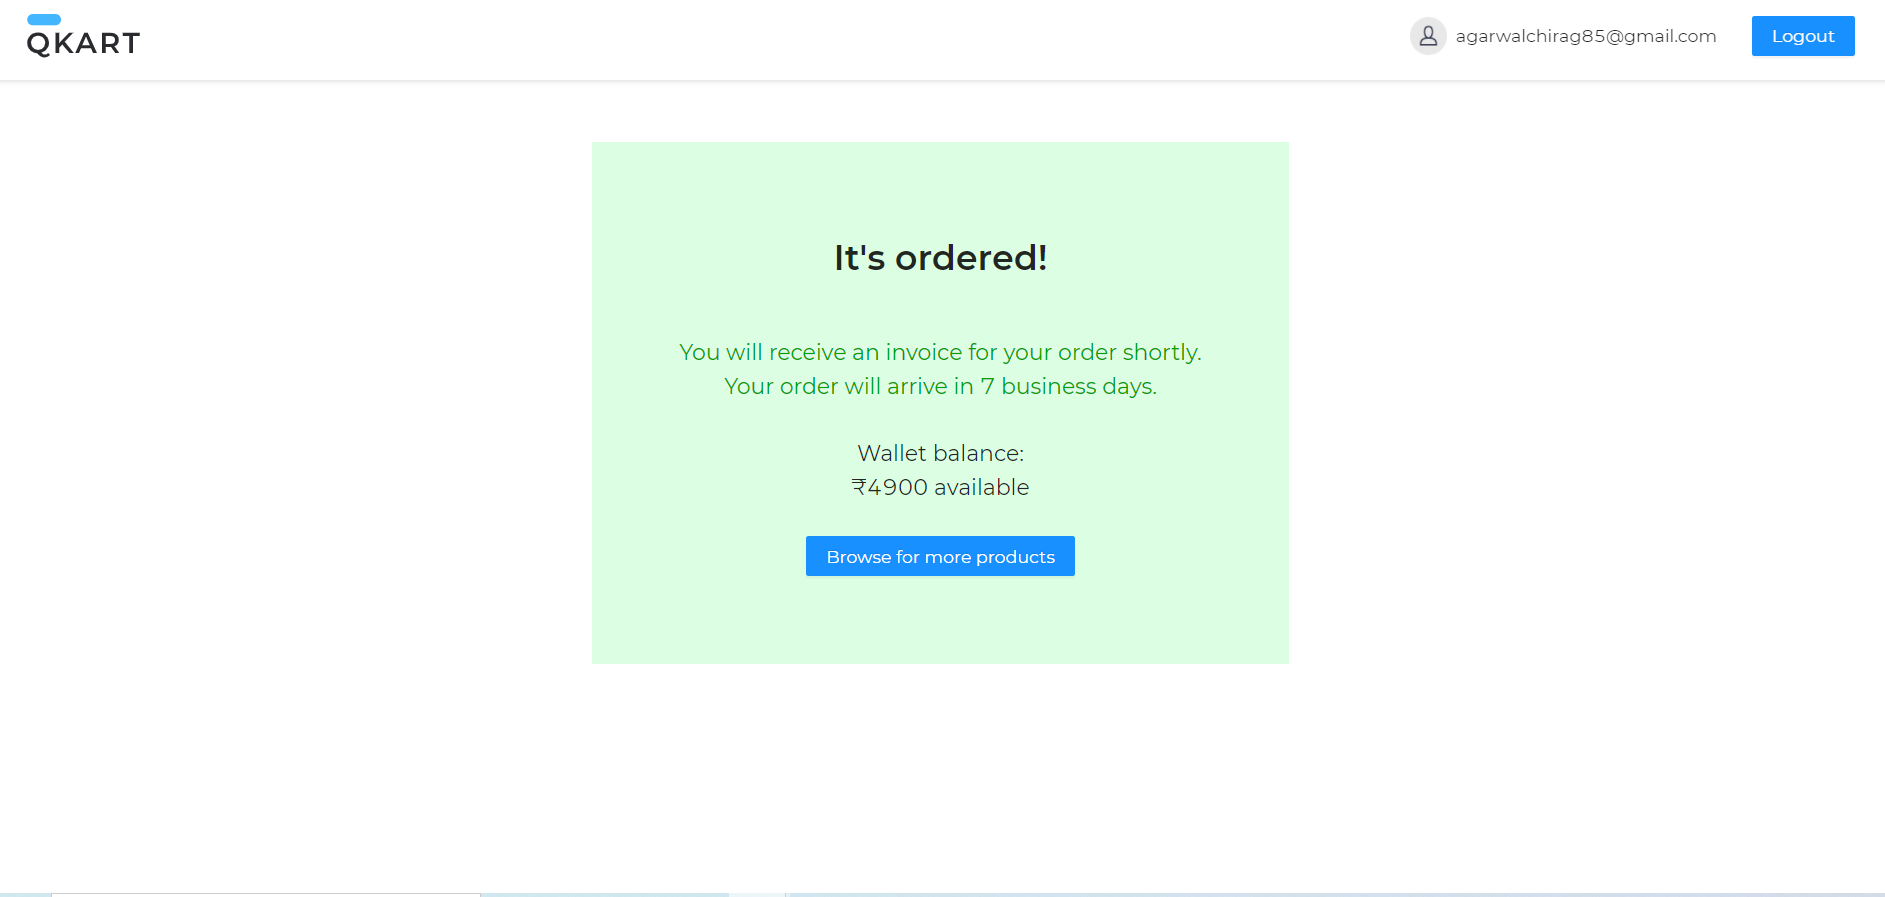 QKART
agarwalchirag85@gmail.com
Logout
It's ordered!
You will receive an invoice for your order shortly.
Your order will arrive in 7 business days.
Wallet balance:
₹4900 available
Browse for more products